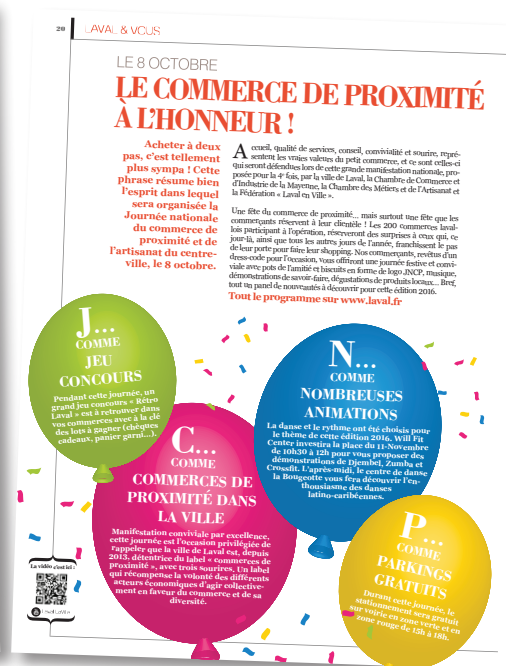 20 LAVAL & VOUS
LE 8 OCTOBRE
LE COMMERCE DE PROXIMITÉ
À L'HONNEUR !
Acheter à deux
pas, c'est tellement
plus sympa ! Cette
phrase résume bien
l'esprit dans lequel
sera organisée la
Journée nationale
du commerce de
proximité et de
l'artisanat du centre-
ville, le 8 octobre.
Accueil, qualité de services, conseil, convivialité et sourire, repré-
sentent les vraies valeurs du petit commerce, et ce sont celles-ci
qui seront défendues lors de cette grande manifestation nationale, pro-
posée pour la 4e fois, par la ville de Laval, la Chambre de Commerce et
d'Industrie de la Mayenne, la Chambre des Métiers et de l'Artisanat et
la Fédération « Laval en Ville ».
Une fête du commerce de proximité... mais surtout une fête que les
commerçants réservent à leur clientèle ! Les 200 commerces laval-
lois participant à l'opération, réserveront des surprises à ceux qui, ce
jour-là, ainsi que tous les autres jours de l'année, franchissent le pas
de leur porte pour faire leur shopping. Nos commerçants, revêtus d'un
dress-code pour l'occasion, vous offriront une journée festive et convi-
viale avec pots de l'amitié et biscuits en forme de logo JNCP, musique,
démonstrations de savoir-faire, dégustations de produits locaux... Bref,
tout un panel de nouveautés à découvrir pour cette édition 2016.
Tout le programme sur www.laval.fr
J...
COMME
JEU
CONCOURS
Pendant cette journée, un
grand jeu concours « Rétro
Laval » est à retrouver dans
vos commerces avec à la clé
des lots à gagner (chèques
cadeaux, panier garni...).
N...
COMME
NOMBREUSES
ANIMATIONS
La danse et le rythme ont été choisis pour
le thème de cette édition 2016. Will Fit
Center investira la place du 11-Novembre
de 10h30 à 12h pour vous proposer des
démonstrations de Djembel, Zumba et
Crossfit. L'après-midi, le centre de danse
la Bougeotte vous fera découvrir l'en-
thousiasme des danses
latino-caribéennes.
C...
COMME
COMMERCES DE
PROXIMITÉ DANS
LA VILLE
Manifestation conviviale par excellence,
cette journée est l'occasion privilégiée de
rappeler que la ville de Laval est, depuis
2013, détentrice du label « commerces de
proximité », avec trois sourires. Un label
qui récompense la volonté des différents
acteurs économiques d'agir collective-
ment en faveur du commerce et de sa
diversité.
P...
COMME
PARKINGS
GRATUITS
Durant cette journée, le
stationnement sera gratuit
sur voirie en zone verte et en
zone rouge de 15h à 18h.
La vidéo c'est ici :
Laval LaVille